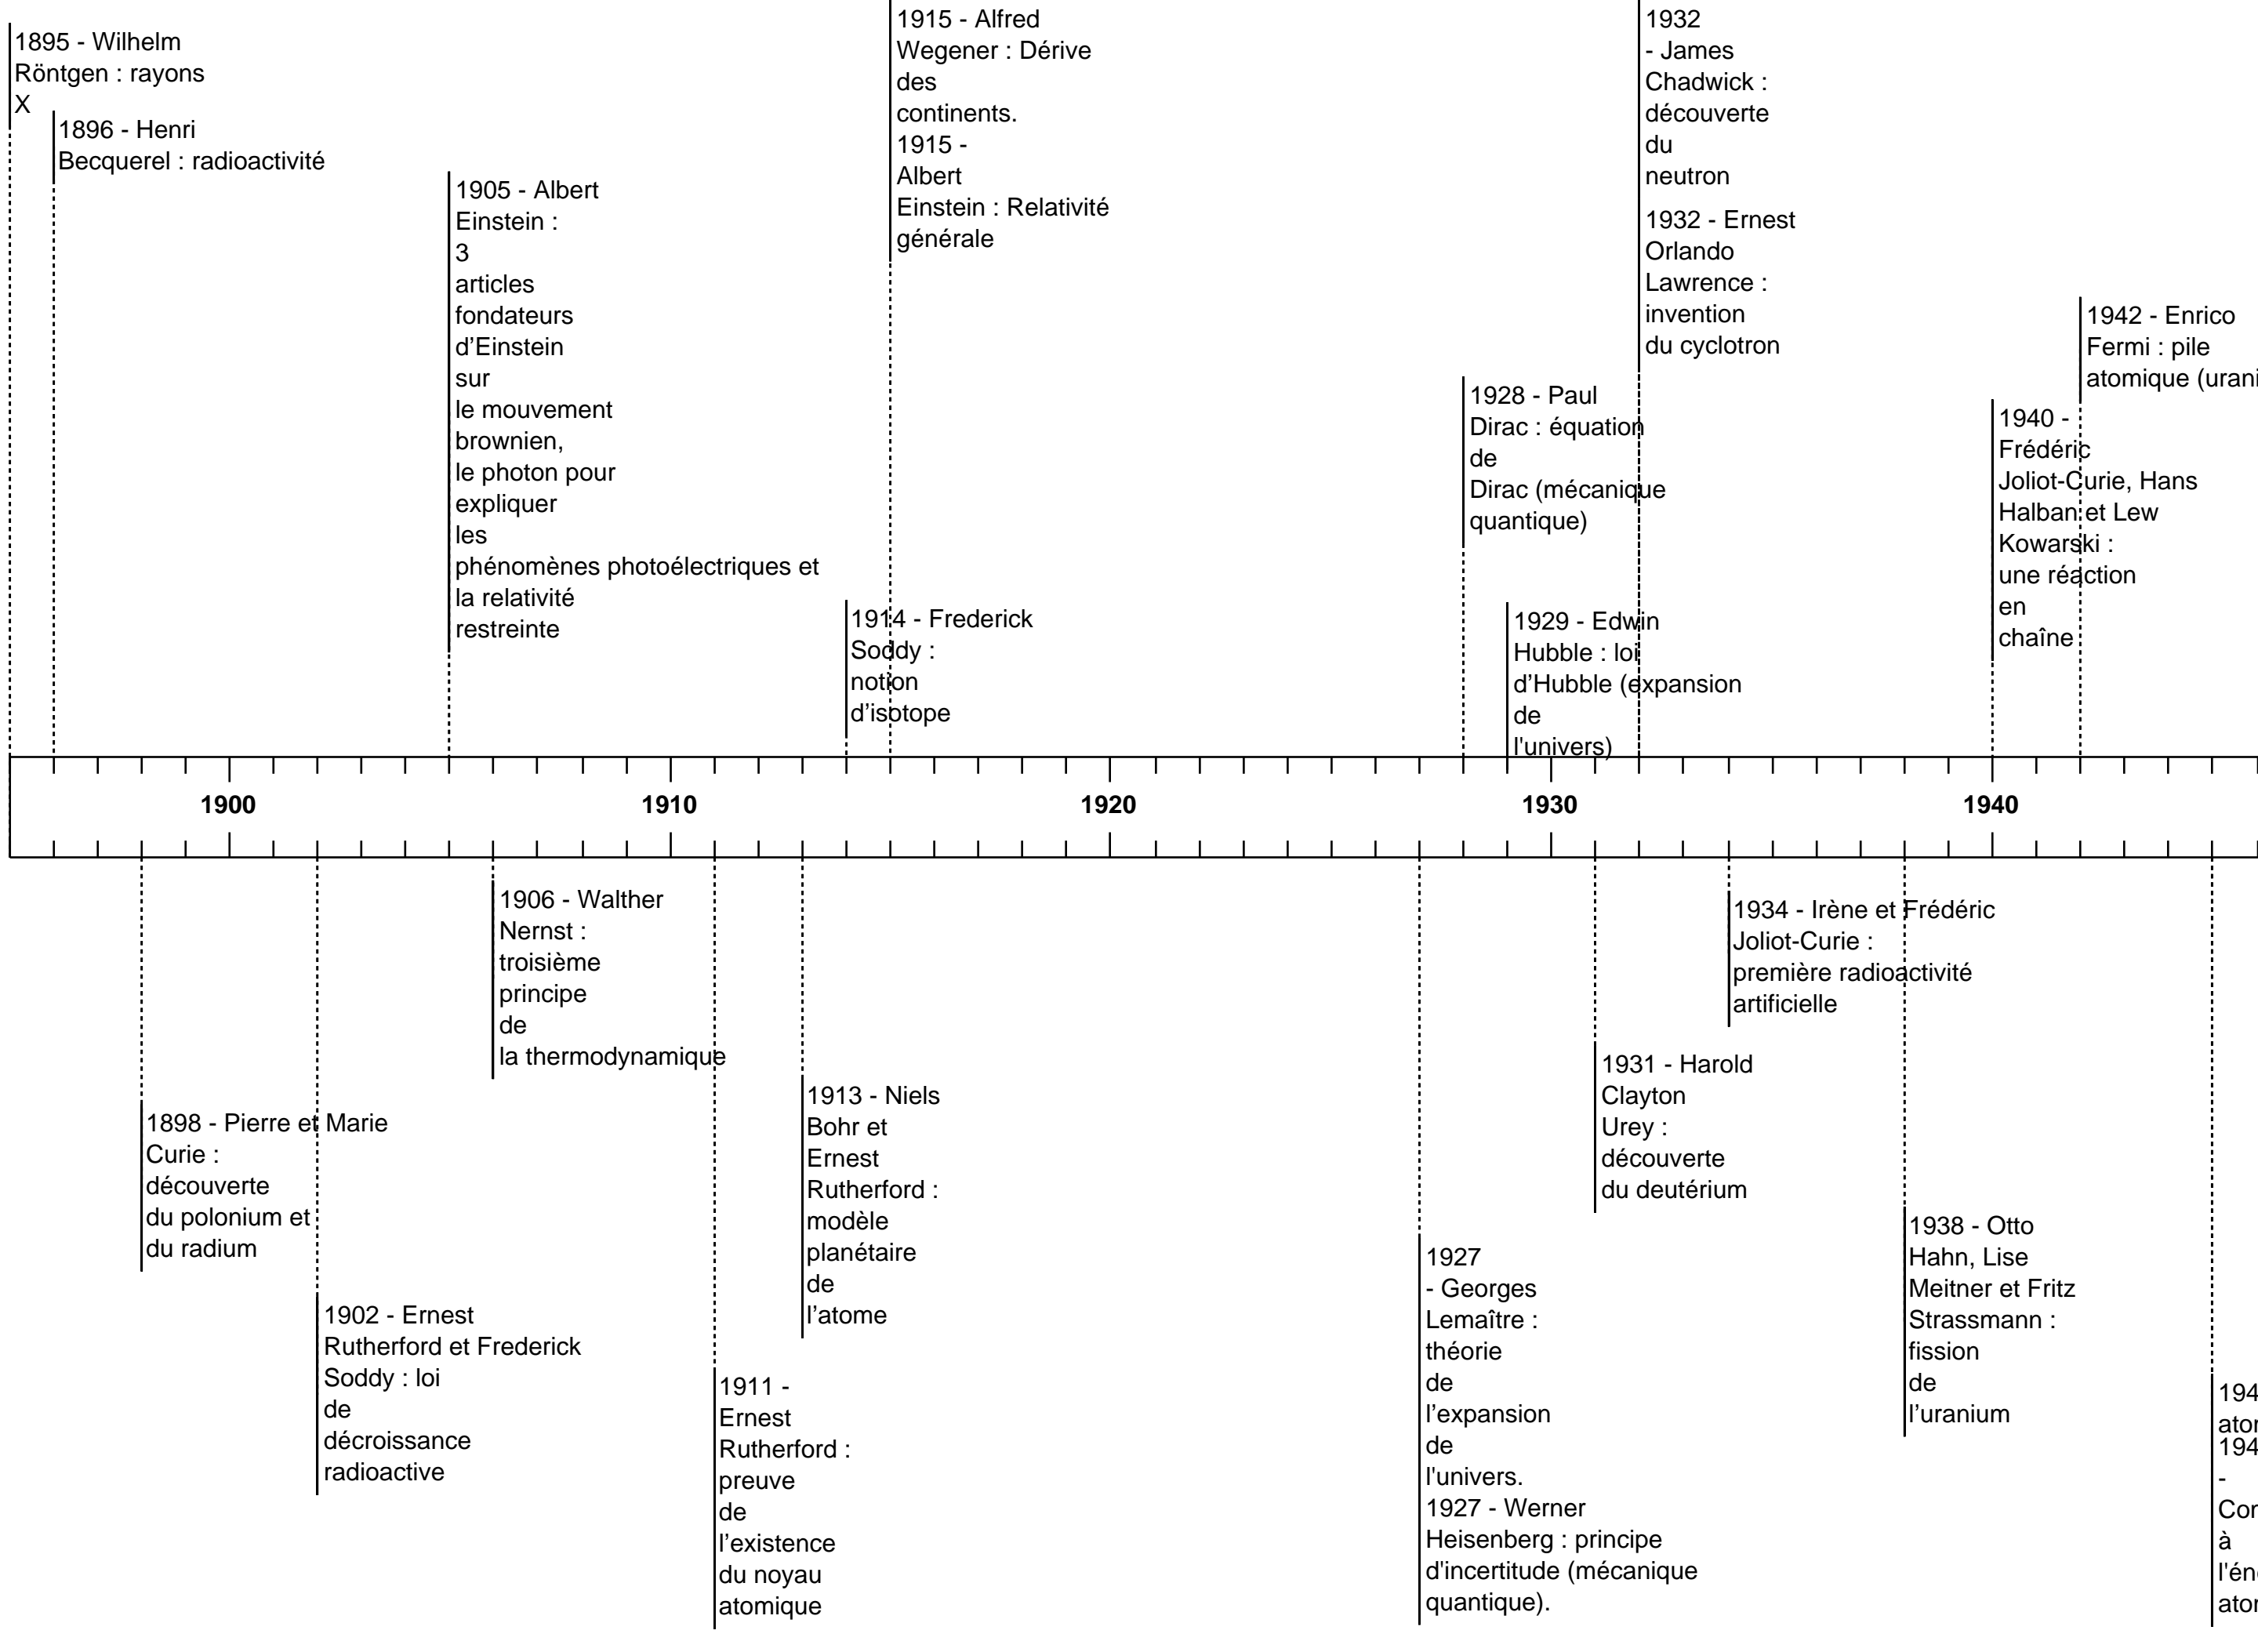 1895 - Wilhelm
Röntgen : rayons
X
1896 - Henri
Becquerel : radioactivité
1905 - Albert
Einstein :
3
articles
fondateurs
d’Einstein
sur
le mouvement
brownien,
le photon pour
expliquer
les
phénomènes photoélectriques et
la relativité
restreinte
1914 - Frederick
Soddy :
notion
d’isotope
1915 - Alfred
Wegener : Dérive
des
continents.
1915 -
Albert
Einstein : Relativité
générale
1928 - Paul
Dirac : équation
de
Dirac (mécanique
quantique)
1929 - Edwin
Hubble : loi
d’Hubble (expansion
de
l'univers)
1932
- James
Chadwick :
découverte
du
neutron
1932 - Ernest
Orlando
Lawrence :
invention
du cyclotron
1940 -
Frédéric
Joliot-Curie, Hans
Halban et Lew
Kowarski :
une réaction
en
chaîne
1942 - Enrico
Fermi : pile
atomique
1900 1910 1920 1930 1940
1898 - Pierre et Marie
Curie :
découverte
du polonium et
du radium
1902 - Ernest
Rutherford et Frederick
Soddy : loi
de
décroissance
radioactive
1906 - Walther
Nernst :
troisième
principe
de
la thermodynamique
1911 -
Ernest
Rutherford :
preuve
de
l’existence
du noyau
atomique
1913 - Niels
Bohr et
Ernest
Rutherford :
modèle
planétaire
de
l’atome
1927
- Georges
Lemaître :
théorie
de
l’expansion
de
l'univers.
1927 - Werner
Heisenberg : principe
d'incertitude (mécanique
quantique).
1931 - Harold
Clayton
Urey :
découverte
du deutérium
1934 - Irène et Frédéric
Joliot-Curie :
première radioactivité
artificielle
1938 - Otto
Hahn, Lise
Meitner et Fritz
Strassmann :
fission
de
l’uranium
-
à